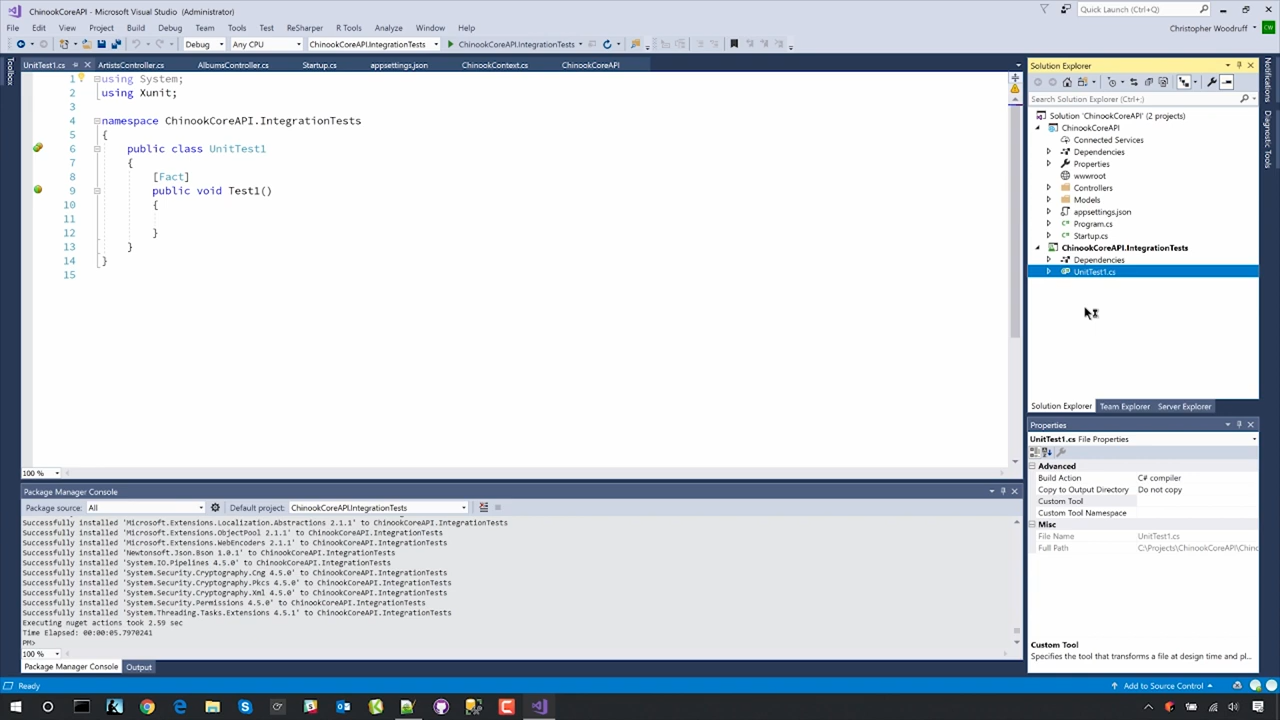 ChinookCoreAPI - Microsoft Visual Studio (Administrator)
Quick Launch (Ctrl+Q)
File Edit View Project Build Debug Team Tools Test ReSharper R Tools Analyze Window Help
Christopher Woodruff CW
Debug Any CPU ChinookCoreAPI.IntegrationTests ChinookCoreAPI.IntegrationTests
Toolbox
UnitTest1.cs ArtistsController.cs AlbumsController.cs Startup.cs appsettings.json ChinookContext.cs ChinookCoreAPI
1 using System;
2 using Xunit;
3
4 namespace ChinookCoreAPI.IntegrationTests
5 {
6 public class UnitTest1
7 {
8 [Fact]
9 public void Test1()
10 {
11
12 }
13 }
14 }
15
100 %
Solution Explorer
Search Solution Explorer (Ctrl+;)
Solution 'ChinookCoreAPI' (2 projects)
ChinookCoreAPI
Connected Services
Dependencies
Properties
wwwroot
Controllers
Models
appsettings.json
Program.cs
Startup.cs
ChinookCoreAPI.IntegrationTests
Dependencies
UnitTest1.cs
Solution Explorer Team Explorer Server Explorer
Notifications
Diagnostic Tools
Properties
UnitTest1.cs File Properties
Advanced
Build Action C# compiler
Copy to Output Directory Do not copy
Custom Tool
Custom Tool Namespace
Misc
File Name UnitTest1.cs
Full Path C:\Projects\ChinookCoreAPI\Chinc
Custom Tool
Specifies the tool that transforms a file at design time and pl...
Package Manager Console
Package source: All Default project: ChinookCoreAPI.IntegrationTests
Successfully installed 'Microsoft.Extensions.Localization.Abstractions 2.1.1' to ChinookCoreAPI.IntegrationTests
Successfully installed 'Microsoft.Extensions.ObjectPool 2.1.1' to ChinookCoreAPI.IntegrationTests
Successfully installed 'Microsoft.Extensions.WebEncoders 2.1.1' to ChinookCoreAPI.IntegrationTests
Successfully installed 'Newtonsoft.Json.Bson 1.0.1' to ChinookCoreAPI.IntegrationTests
Successfully installed 'System.IO.Pipelines 4.5.0' to ChinookCoreAPI.IntegrationTests
Successfully installed 'System.Security.Cryptography.Cng 4.5.0' to ChinookCoreAPI.IntegrationTests
Successfully installed 'System.Security.Cryptography.Pkcs 4.5.0' to ChinookCoreAPI.IntegrationTests
Successfully installed 'System.Security.Cryptography.Xml 4.5.0' to ChinookCoreAPI.IntegrationTests
Successfully installed 'System.Security.Permissions 4.5.0' to ChinookCoreAPI.IntegrationTests
Successfully installed 'System.Threading.Tasks.Extensions 4.5.1' to ChinookCoreAPI.IntegrationTests
Executing nuget actions took 2.59 sec
Time Elapsed: 00:00:05.7970241
PM>
100 %
Package Manager Console Output
Ready Add to Source Control